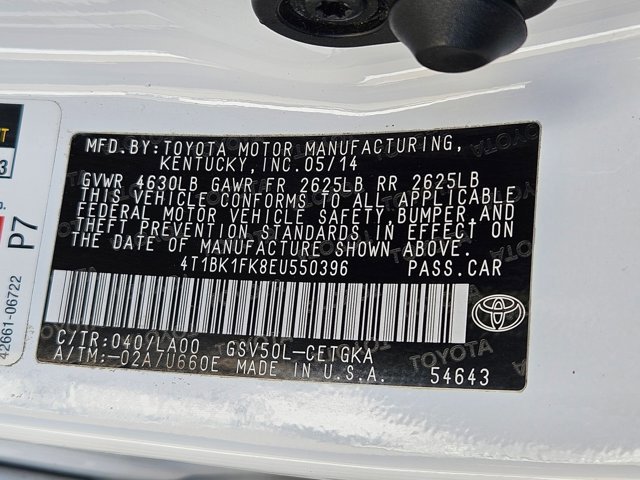 MFD. BY:TOYOTA MOTOR MANUFACTURING,
KENTUCKY, INC. 05/14
GVWR 4630LB GAWR FR 2625LB RR 2625LB
THIS VEHICLE CONFORMS TO ALL APPLICABLE
FEDERAL MOTOR VEHICLE SAFETY, BUMPER,AND
THEFT PREVENTION STANDARDS IN EFFECT ON
THE DATE OF MANUFACTURE SHOWN ABOVE.
4T1BK1FK8EU550396 PASS.CAR
C/TR:040/LA00 GSV50L-CETGKA
A/TM:-02A7U660E MADE IN U.S.A. 54643
TOYOTA
42661-06722
P7
3